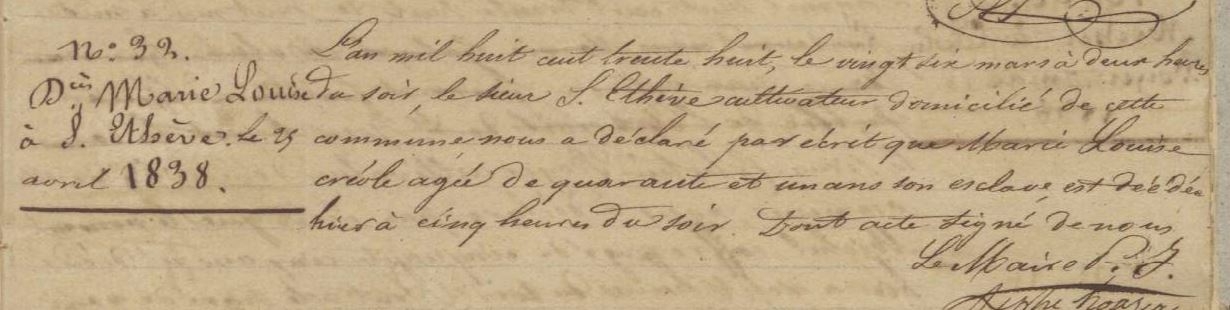 N.o 32.
Dès Marie Louise
à S. Ethève. le 25
avril 1838.
L'an mil huit cent trente huit, le vingt six mars à deux heures
du soir, le sieur S. Ethève cultivateur domicilié de cette
commune nous a déclaré par écrit que Marie Louise
créole agée de quarante et un ans son esclave, est décédée
hier à cinq heures du soir. Dont acte signé de nous
Le Maire P. I.